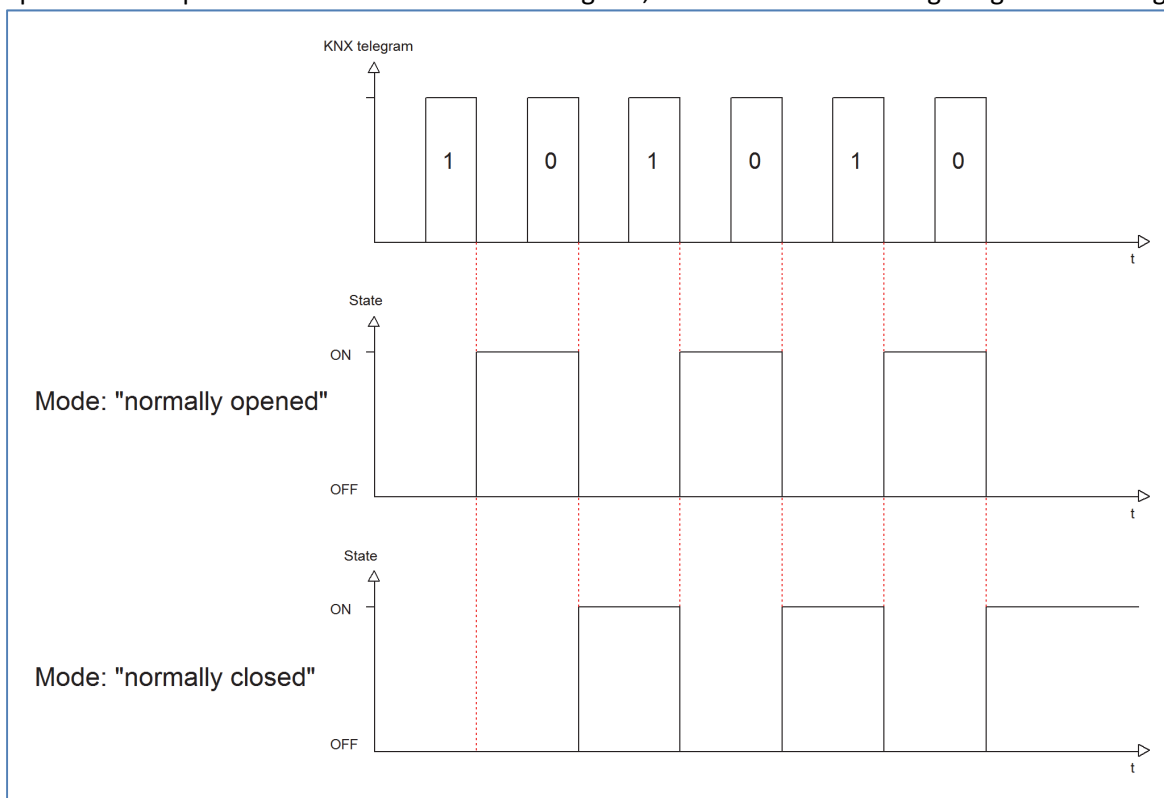 KNX telegram
1 0 1 0 1 0
t
State
ON
Mode: "normally opened"
OFF
t
State
ON
Mode: "normally closed"
OFF
t